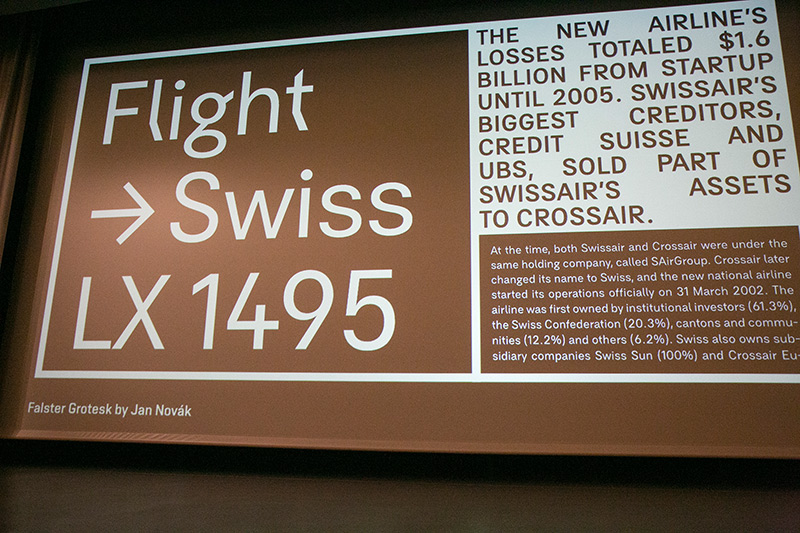 Flight
→ Swiss
LX 1495
THE NEW AIRLINE'S
LOSSES TOTALED $1.6
BILLION FROM STARTUP
UNTIL 2005. SWISSAIR'S
BIGGEST CREDITORS,
CREDIT SUISSE AND
UBS, SOLD PART OF
SWISSAIR'S ASSETS
TO CROSSAIR.
At the time, both Swissair and Crossair were under the
same holding company, called SAirGroup. Crossair later
changed its name to Swiss, and the new national airline
started its operations officially on 31 March 2002. The
airline was first owned by institutional investors (61.3%),
the Swiss Confederation (20.3%), cantons and commu-
nities (12.2%) and others (6.2%). Swiss also owns sub-
sidiary companies Swiss Sun (100%) and Crossair Eu-
Falster Grotesk by Jan Novák